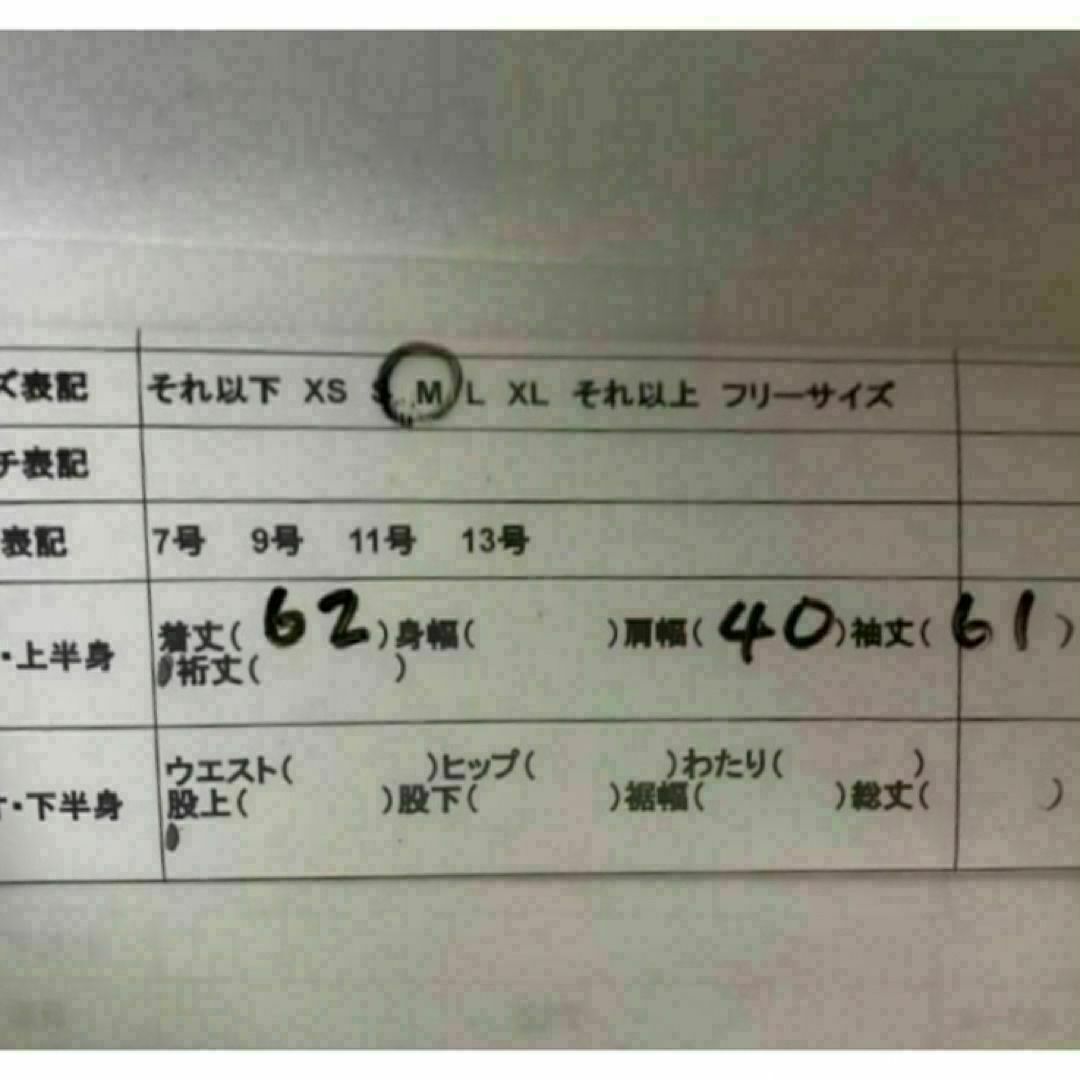 ズ表記 それ以下 XS S M L XL それ以上 フリーサイズ
チ表記
表記 7号 9号 11号 13号
・上半身 着丈( 62 )身幅( )肩幅( 40 )袖丈( 61 )
裄丈( )
・下半身 ウエスト( )ヒップ( )わたり( )
股上( )股下( )裾幅( )総丈( )